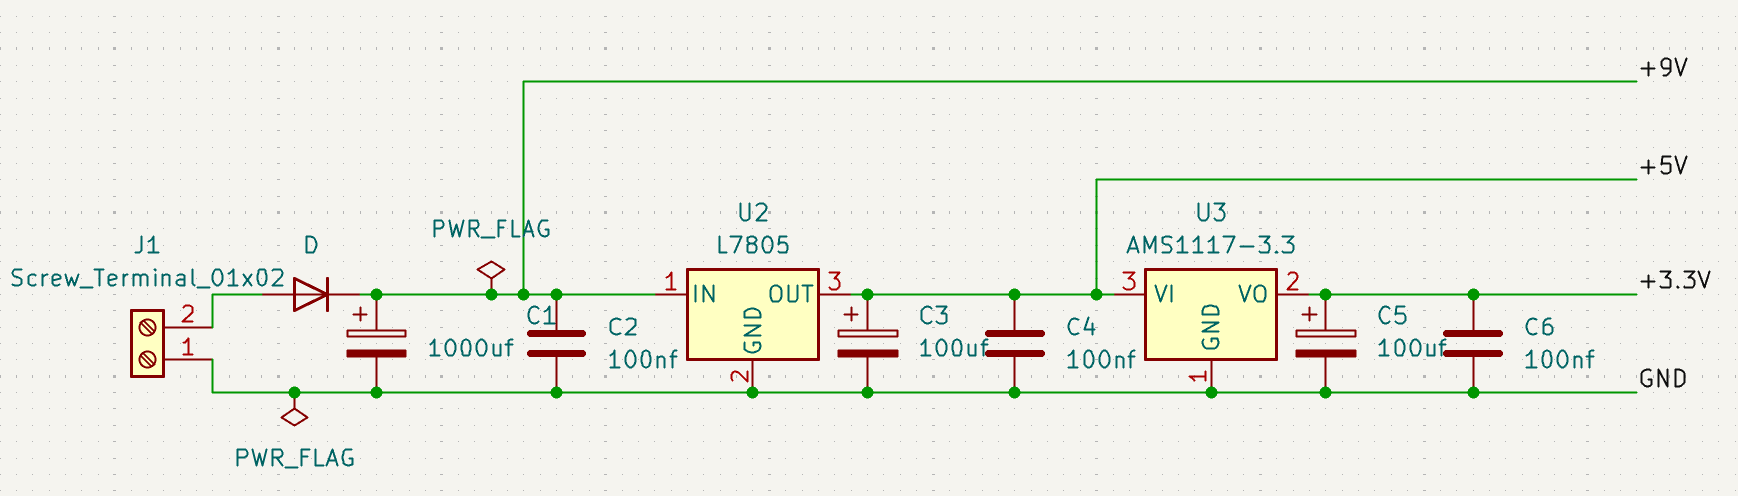 +9V
+5V
U2
L7805
U3
AMS1117-3.3
PWR_FLAG
J1
D
Screw_Terminal_01x02
+3.3V
2
1
+
C1
1000uf
C2
100nf
1
IN
OUT
3
GND
2
+
C3
100uf
C4
100nf
3
VI
VO
2
GND
1
+
C5
100uf
C6
100nf
GND
PWR_FLAG